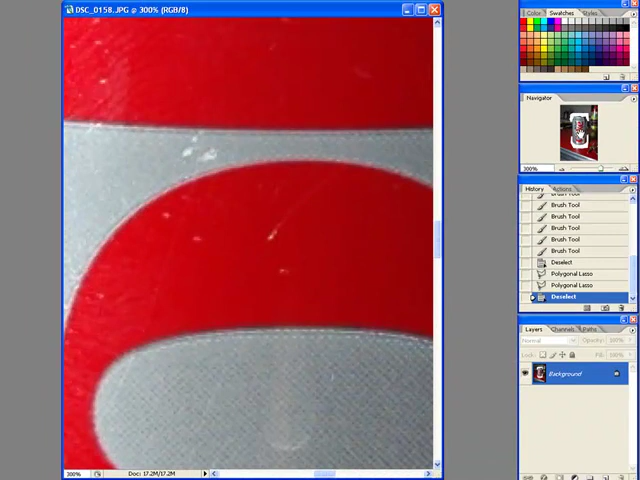 DSC_0158.JPG @ 300% (RGB/8)
300%
Doc: 17.2M/17.2M
Color
Swatches
Styles
Navigator
300%
History
Actions
Brush Tool
Brush Tool
Brush Tool
Brush Tool
Brush Tool
Brush Tool
Deselect
Polygonal Lasso
Polygonal Lasso
Deselect
Layers
Channels
Paths
Normal
Opacity: 100%
Lock:
Fill: 100%
Background